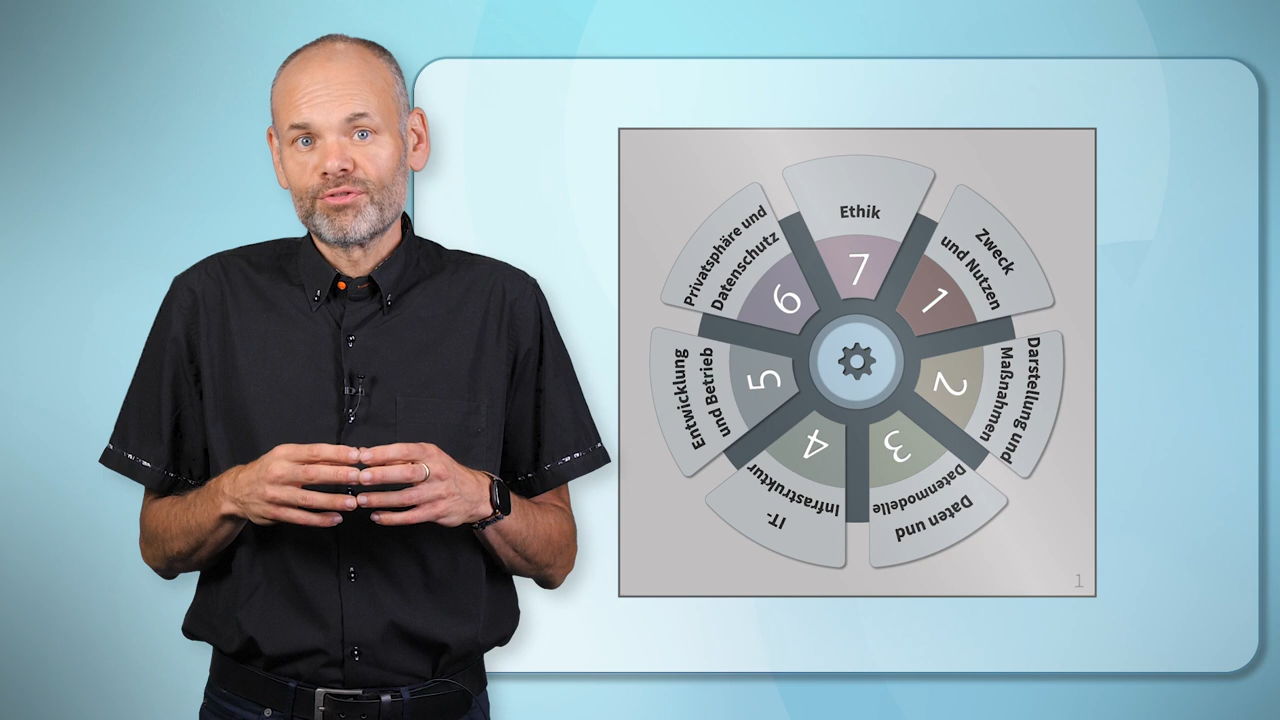 Ethik
7
Zweck
und Nutzen
1
Darstellung und
Maßnahmen
2
Daten und
Datenmodelle
3
IT-
Infrastruktur
4
Entwicklung
und Betrieb
5
Privatsphäre und
Datenschutz
6
1